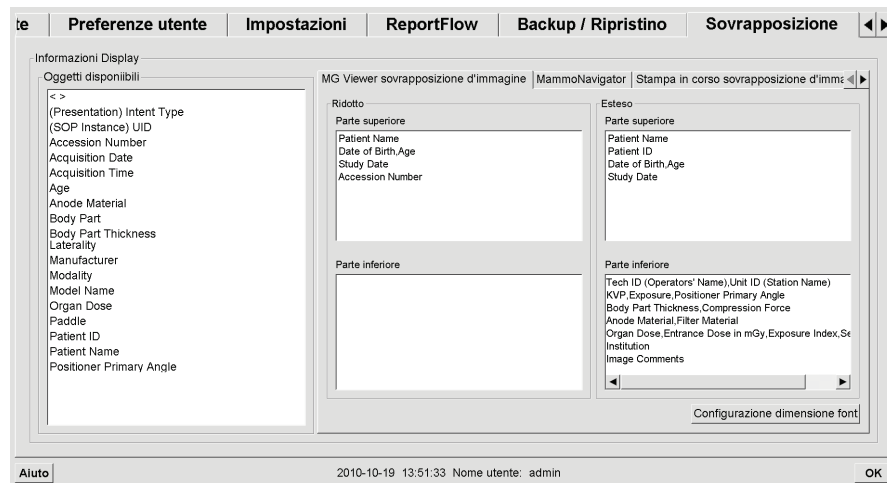 te Preferenze utente Impostazioni ReportFlow Backup / Ripristino Sovrapposizione
Informazioni Display
Oggetti disponiibili
< >
(Presentation) Intent Type
(SOP Instance) UID
Accession Number
Acquisition Date
Acquisition Time
Age
Anode Material
Body Part
Body Part Thickness
Laterality
Manufacturer
Modality
Model Name
Organ Dose
Paddle
Patient ID
Patient Name
Positioner Primary Angle
MG Viewer sovrapposizione d'immagine MammoNavigator Stampa in corso sovrapposizione d'imma
Ridotto
Parte superiore
Patient Name
Date of Birth,Age
Study Date
Accession Number
Parte inferiore
Esteso
Parte superiore
Patient Name
Patient ID
Date of Birth,Age
Study Date
Parte inferiore
Tech ID (Operators' Name),Unit ID (Station Name)
KVP,Exposure,Positioner Primary Angle
Body Part Thickness,Compression Force
Anode Material,Filter Material
Organ Dose,Entrance Dose in mGy,Exposure Index,Se
Institution
Image Comments
Configurazione dimensione font
Aiuto 2010-10-19 13:51:33 Nome utente: admin OK